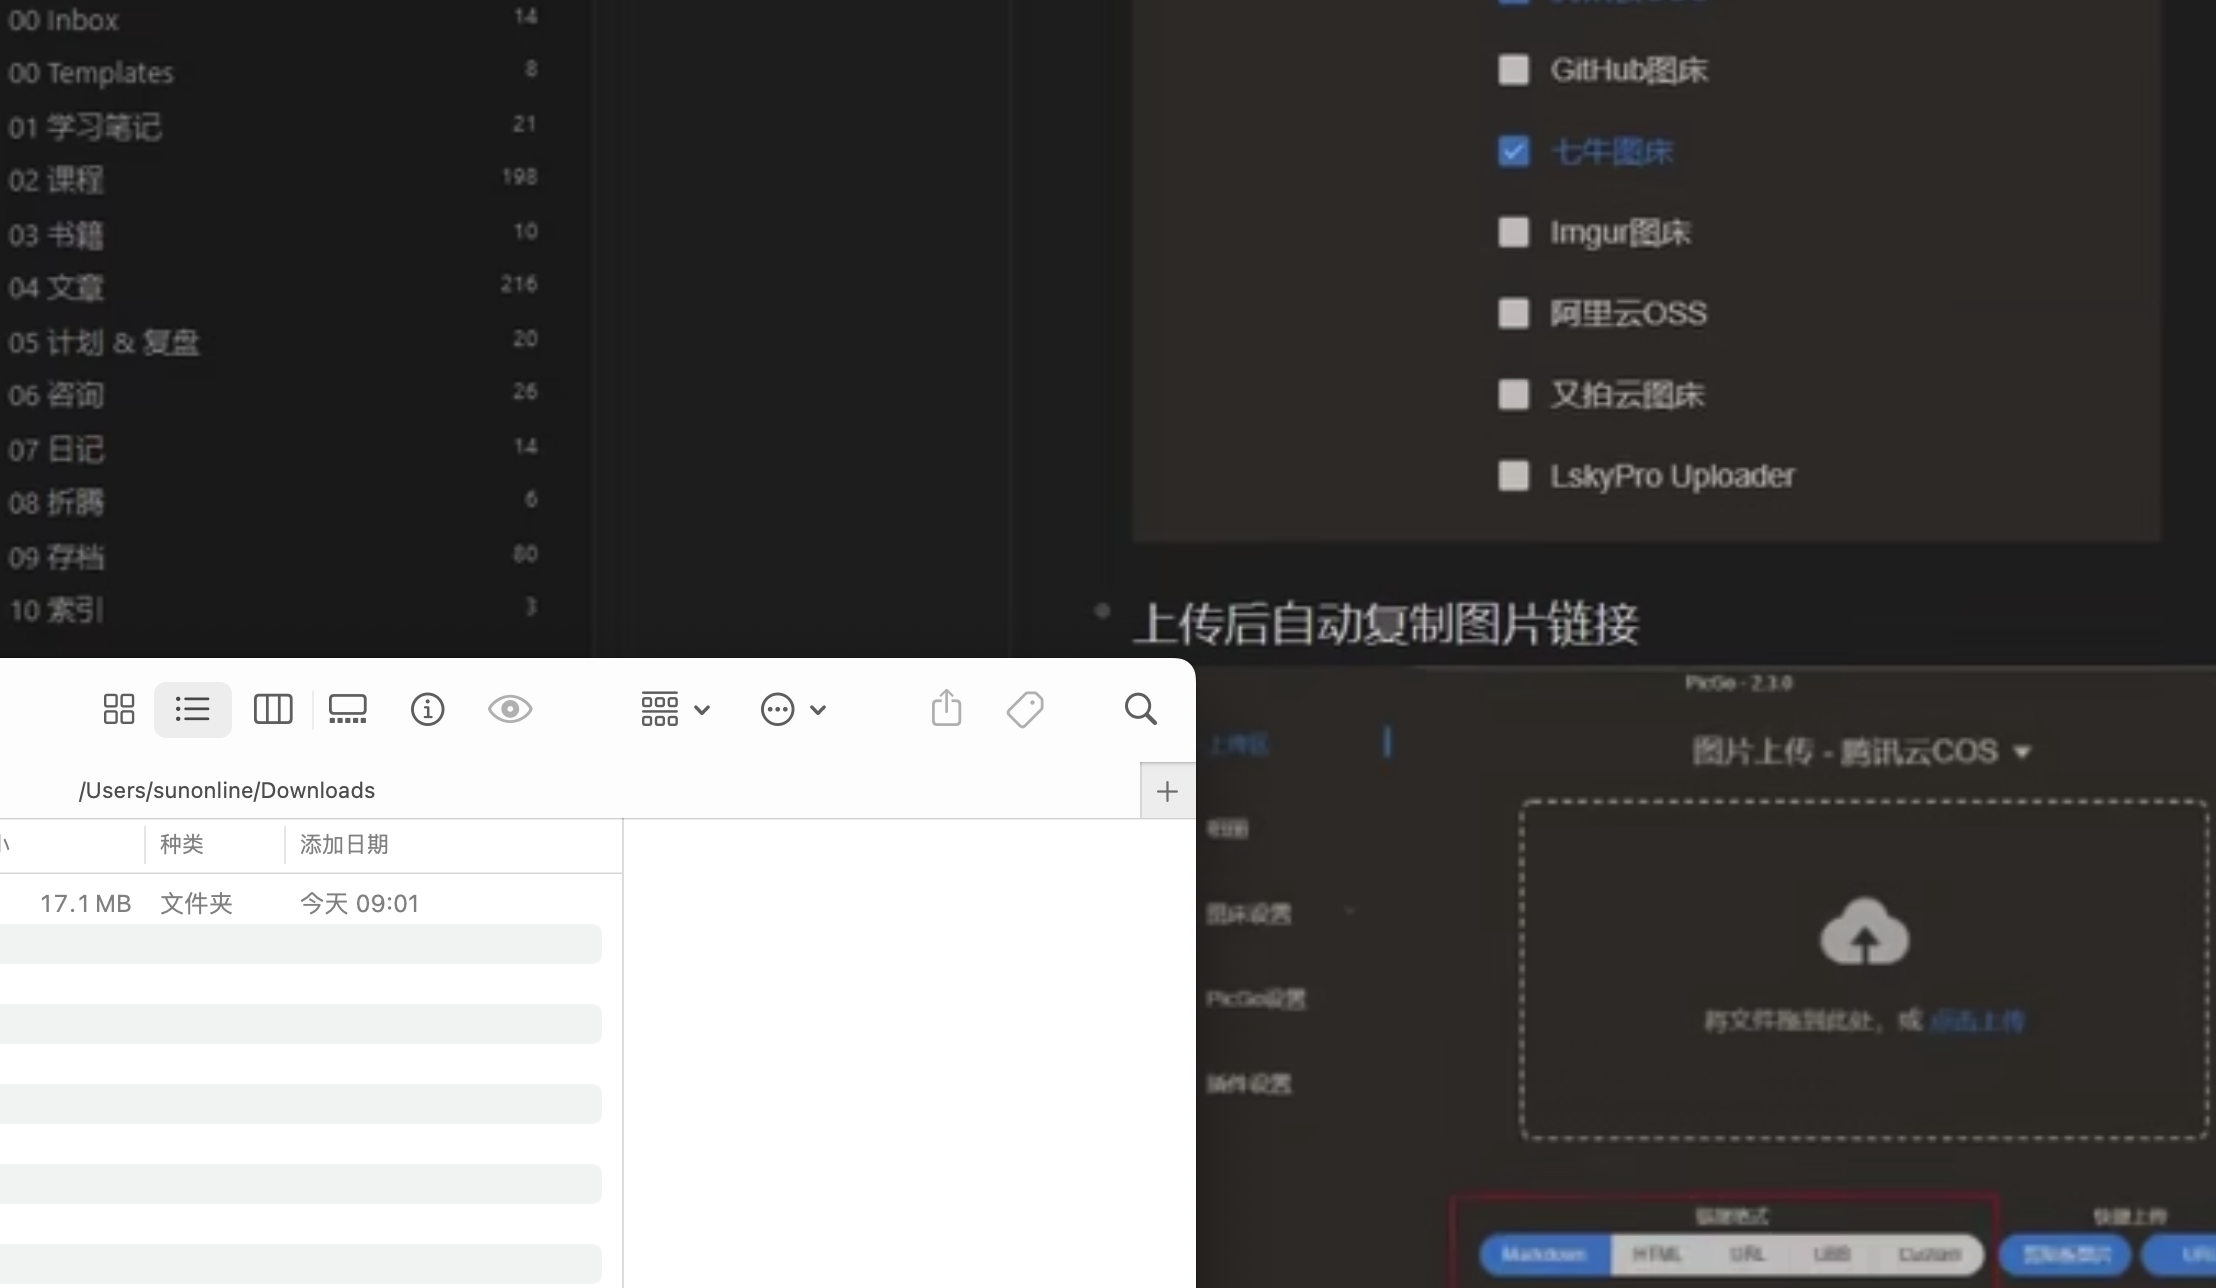 00 Inbox 14
00 Templates 8
01 学习笔记 21
02 课程 198
03 书籍 10
04 文章 216
05 计划 & 复盘 20
06 咨询 26
07 日记 14
08 折腾 6
09 存档 80
10 索引 3
GitHub图床
七牛图床
Imgur图床
阿里云OSS
又拍云图床
LskyPro Uploader
上传后自动复制图片链接
/Users/sunonline/Downloads
种类 添加日期
17.1 MB 文件夹 今天 09:01
PicGo - 2.3.0
上传区
图片上传 - 腾讯云COS
相册
图床设置
PicGo设置
插件设置
将文件拖到此处，或 点击上传
链接格式
快捷上传
Markdown HTML URL UBB Custom
剪贴板图片